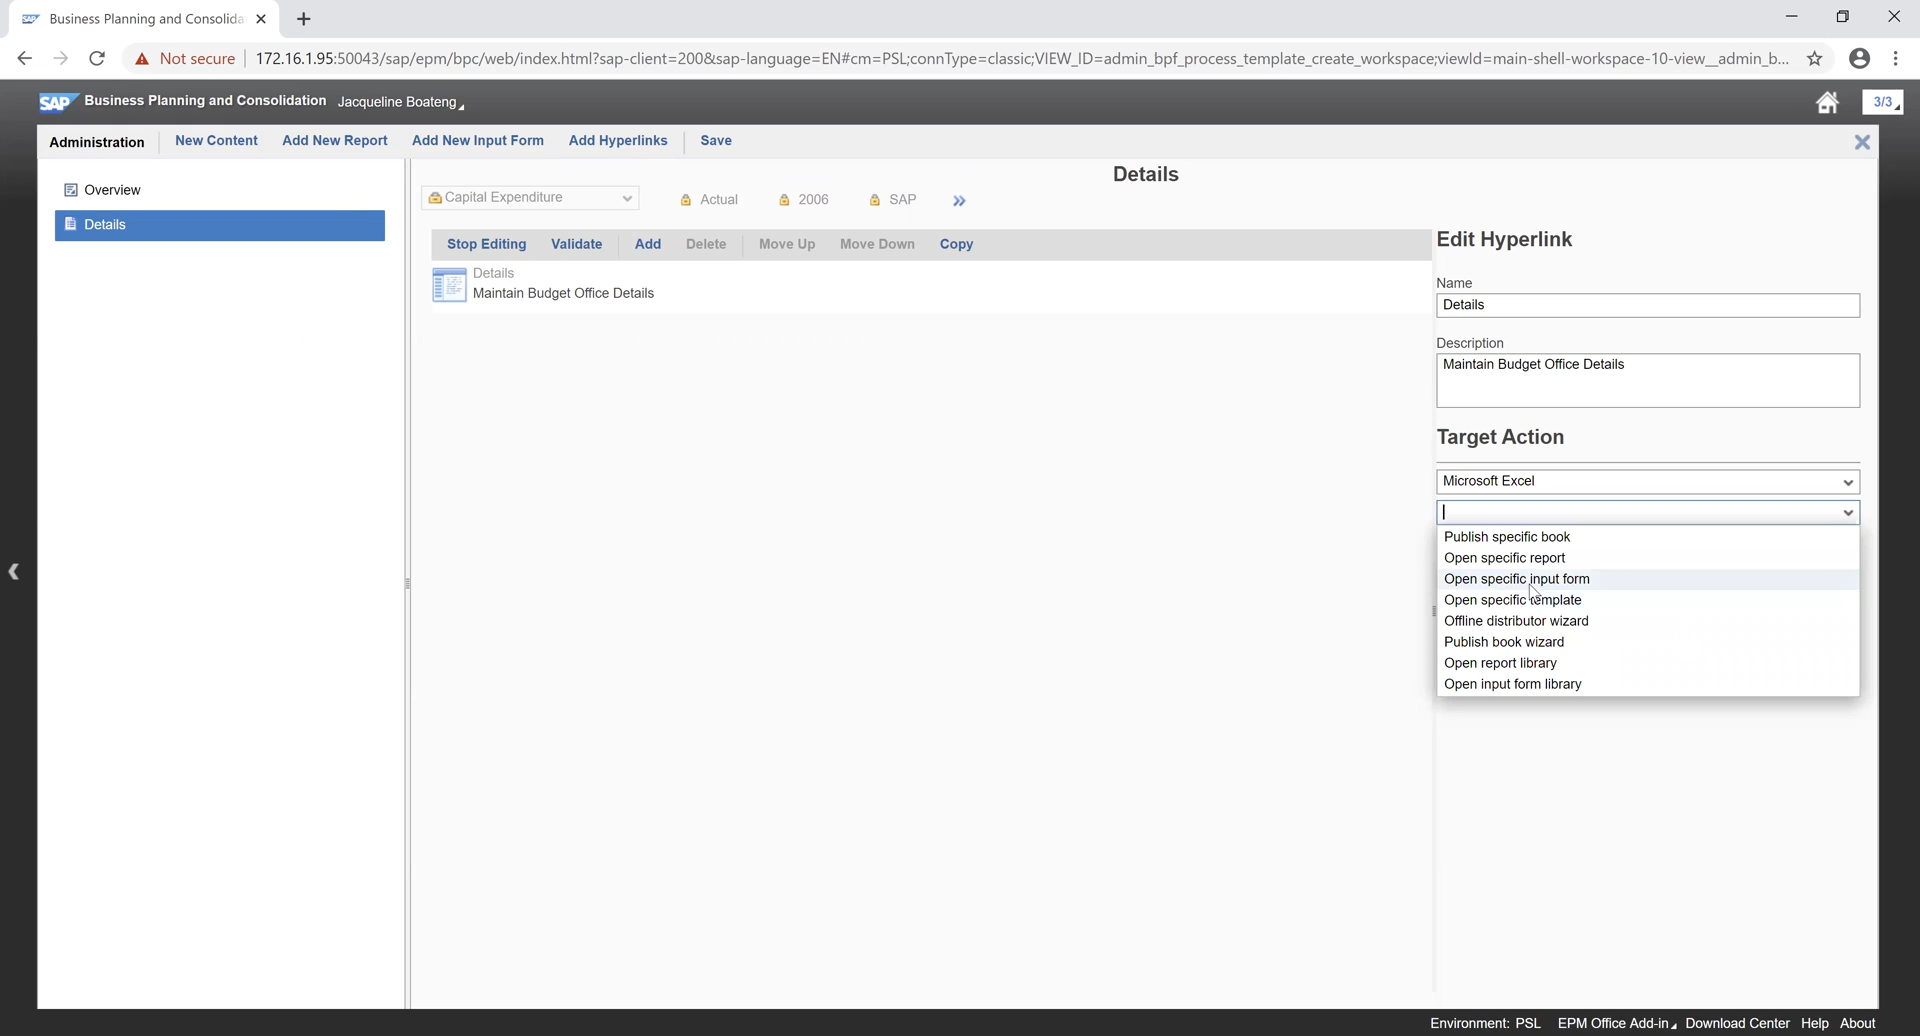 SAP Business Planning and Consolida
Not secure 172.16.1.95:50043/sap/epm/bpc/web/index.html?sap-client=200&sap-language=EN#cm=PSL;connType=classic;VIEW_ID=admin_bpf_process_template_create_workspace;viewId=main-shell-workspace-10-view__admin_b...
SAP Business Planning and Consolidation Jacqueline Boateng 3/3
Administration New Content Add New Report Add New Input Form Add Hyperlinks Save
Overview
Details
Details
Capital Expenditure Actual 2006 SAP
Stop Editing Validate Add Delete Move Up Move Down Copy
Details
Maintain Budget Office Details
Edit Hyperlink
Name
Details
Description
Maintain Budget Office Details
Target Action
Microsoft Excel
Publish specific book
Open specific report
Open specific input form
Open specific template
Offline distributor wizard
Publish book wizard
Open report library
Open input form library
Environment: PSL EPM Office Add-in Download Center Help About